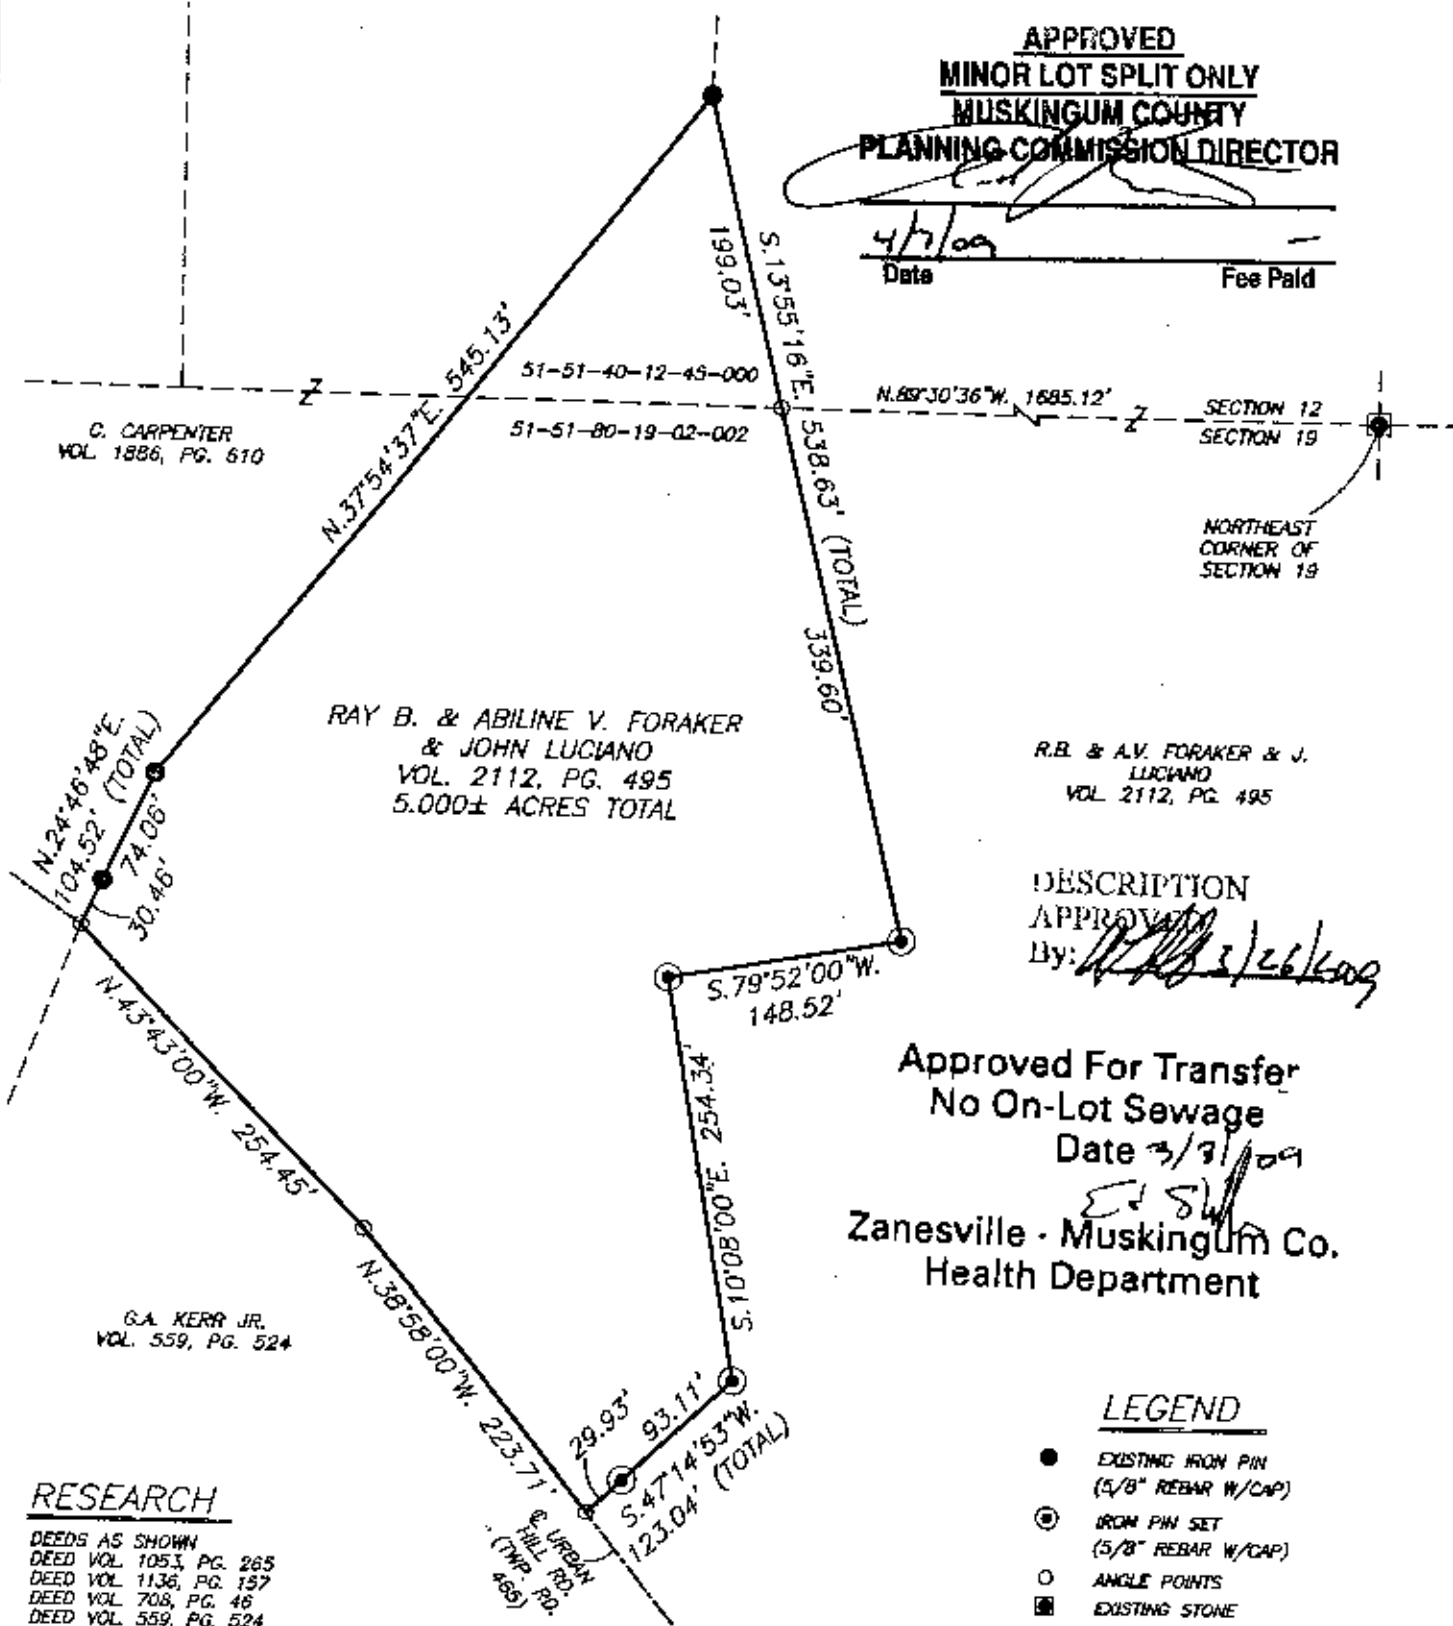 APPROVED
MINOR LOT SPLIT ONLY
MUSKINGUM COUNTY
PLANNING COMMISSION DIRECTOR
4/7/09
Date Fee Paid
S.13°55'16"E. 538.63' (TOTAL)
199.03'
339.60'
N.37°54'37"E. 545.13'
51-51-40-12-45-000
51-51-80-19-02-002
N.89°30'36"W. 1685.12'
SECTION 12
SECTION 19
NORTHEAST
CORNER OF
SECTION 19
C. CARPENTER
VOL. 1886, PG. 610
RAY B. & ABILINE V. FORAKER
& JOHN LUCIANO
VOL. 2112, PG. 495
5.000± ACRES TOTAL
R.B. & A.V. FORAKER & J.
LUCIANO
VOL. 2112, PG. 495
N.24°46'48"E.
104.52' (TOTAL)
74.06'
30.46'
DESCRIPTION
APPROVED
By: 3/26/2009
S.79°52'00"W.
148.52'
N.43°43'00"W. 254.45'
S.10°08'00"E. 254.34'
Approved For Transfer
No On-Lot Sewage
Date 3/31/09
Zanesville - Muskingum Co.
Health Department
G.A. KERR JR.
VOL. 559, PG. 524
N.38°58'00"W. 223.71'
29.93'
93.11'
S.47°14'53"W.
123.04' (TOTAL)
℄ URBAN
HILL RD.
(TWP. RD.
466)
LEGEND
EXISTING IRON PIN
(5/8" REBAR W/CAP)
IRON PIN SET
(5/8" REBAR W/CAP)
ANGLE POINTS
EXISTING STONE
RESEARCH
DEEDS AS SHOWN
DEED VOL. 1053, PG. 265
DEED VOL. 1136, PG. 157
DEED VOL. 708, PG. 46
DEED VOL. 559, PG. 524